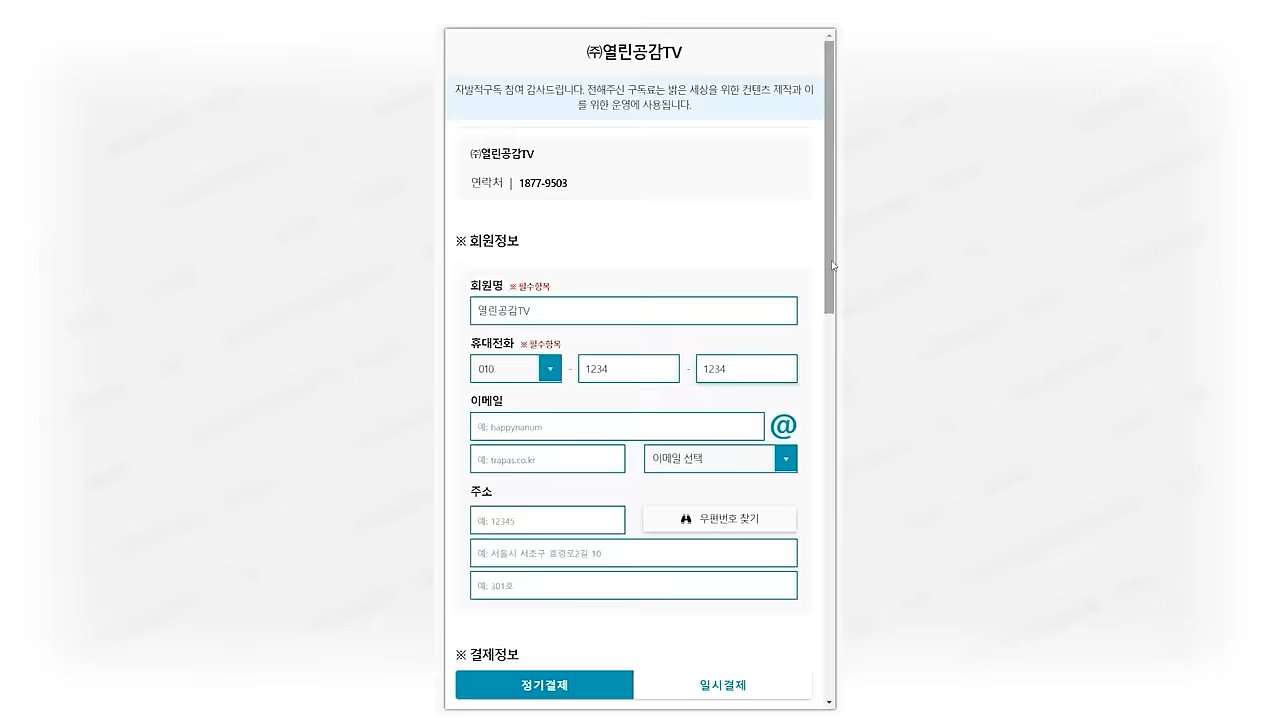 ㈜열린공감TV
자발적구독 참여 감사드립니다. 전해주신 구독료는 밝은 세상을 위한 컨텐츠 제작과 이
를 위한 운영에 사용됩니다.
㈜열린공감TV
연락처 | 1877-9503
※ 회원정보
회원명 ※ 필수항목
열린공감TV
휴대전화 ※ 필수항목
010 - 1234 - 1234
이메일
예: happynanum @
예: trapas.co.kr 이메일 선택
주소
예: 12345 우편번호 찾기
예: 서울시 서초구 효령로2길 10
예: 301호
※ 결제정보
정기결제 일시결제